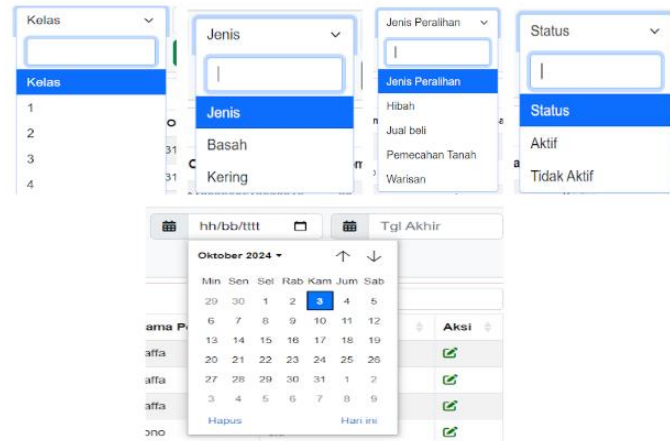 Kelas
Kelas
1
2
3
4
Jenis
Jenis
Basah
Kering
Jenis Peralihan
Jenis Peralihan
Hibah
Jual beli
Pemecahan Tanah
Warisan
Status
Status
Aktif
Tidak Aktif
hh/bb/tttt
Tgl Akhir
Oktober 2024
Min Sen Sel Rab Kam Jum Sab
29 30 1 2 3 4 5
6 7 8 9 10 11 12
13 14 15 16 17 18 19
20 21 22 23 24 25 26
27 28 29 30 31 1 2
3 4 5 6 7 8 9
Hapus Hari ini
ama P
Aksi
affa
affa
affa
ono